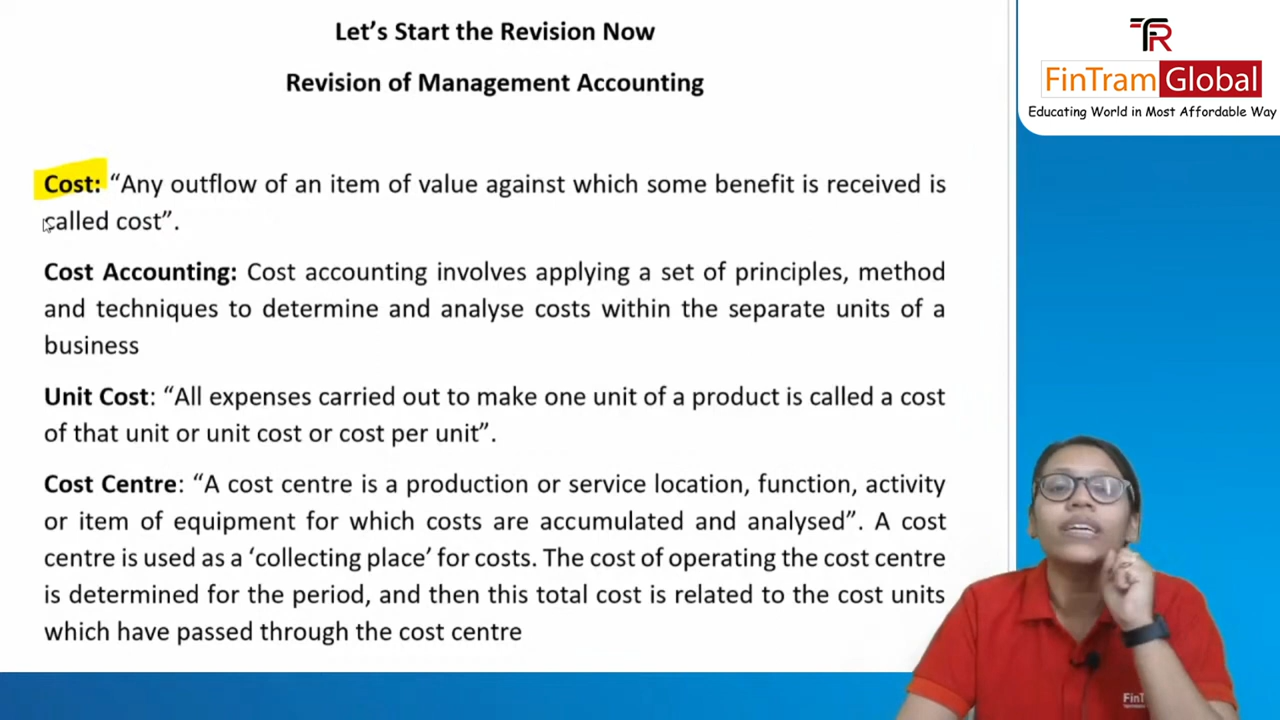 Let’s Start the Revision Now
Revision of Management Accounting
Cost: “Any outflow of an item of value against which some benefit is received is
called cost”.
Cost Accounting: Cost accounting involves applying a set of principles, method
and techniques to determine and analyse costs within the separate units of a
business
Unit Cost: “All expenses carried out to make one unit of a product is called a cost
of that unit or unit cost or cost per unit”.
Cost Centre: “A cost centre is a production or service location, function, activity
or item of equipment for which costs are accumulated and analysed”. A cost
centre is used as a ‘collecting place’ for costs. The cost of operating the cost centre
is determined for the period, and then this total cost is related to the cost units
which have passed through the cost centre
FinTram Global
Educating World in Most Affordable Way